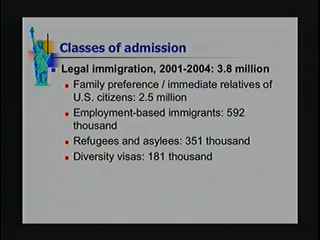 Classes of admission
Legal immigration, 2001-2004: 3.8 million
Family preference / immediate relatives of
U.S. citizens: 2.5 million
Employment-based immigrants: 592
thousand
Refugees and asylees: 351 thousand
Diversity visas: 181 thousand